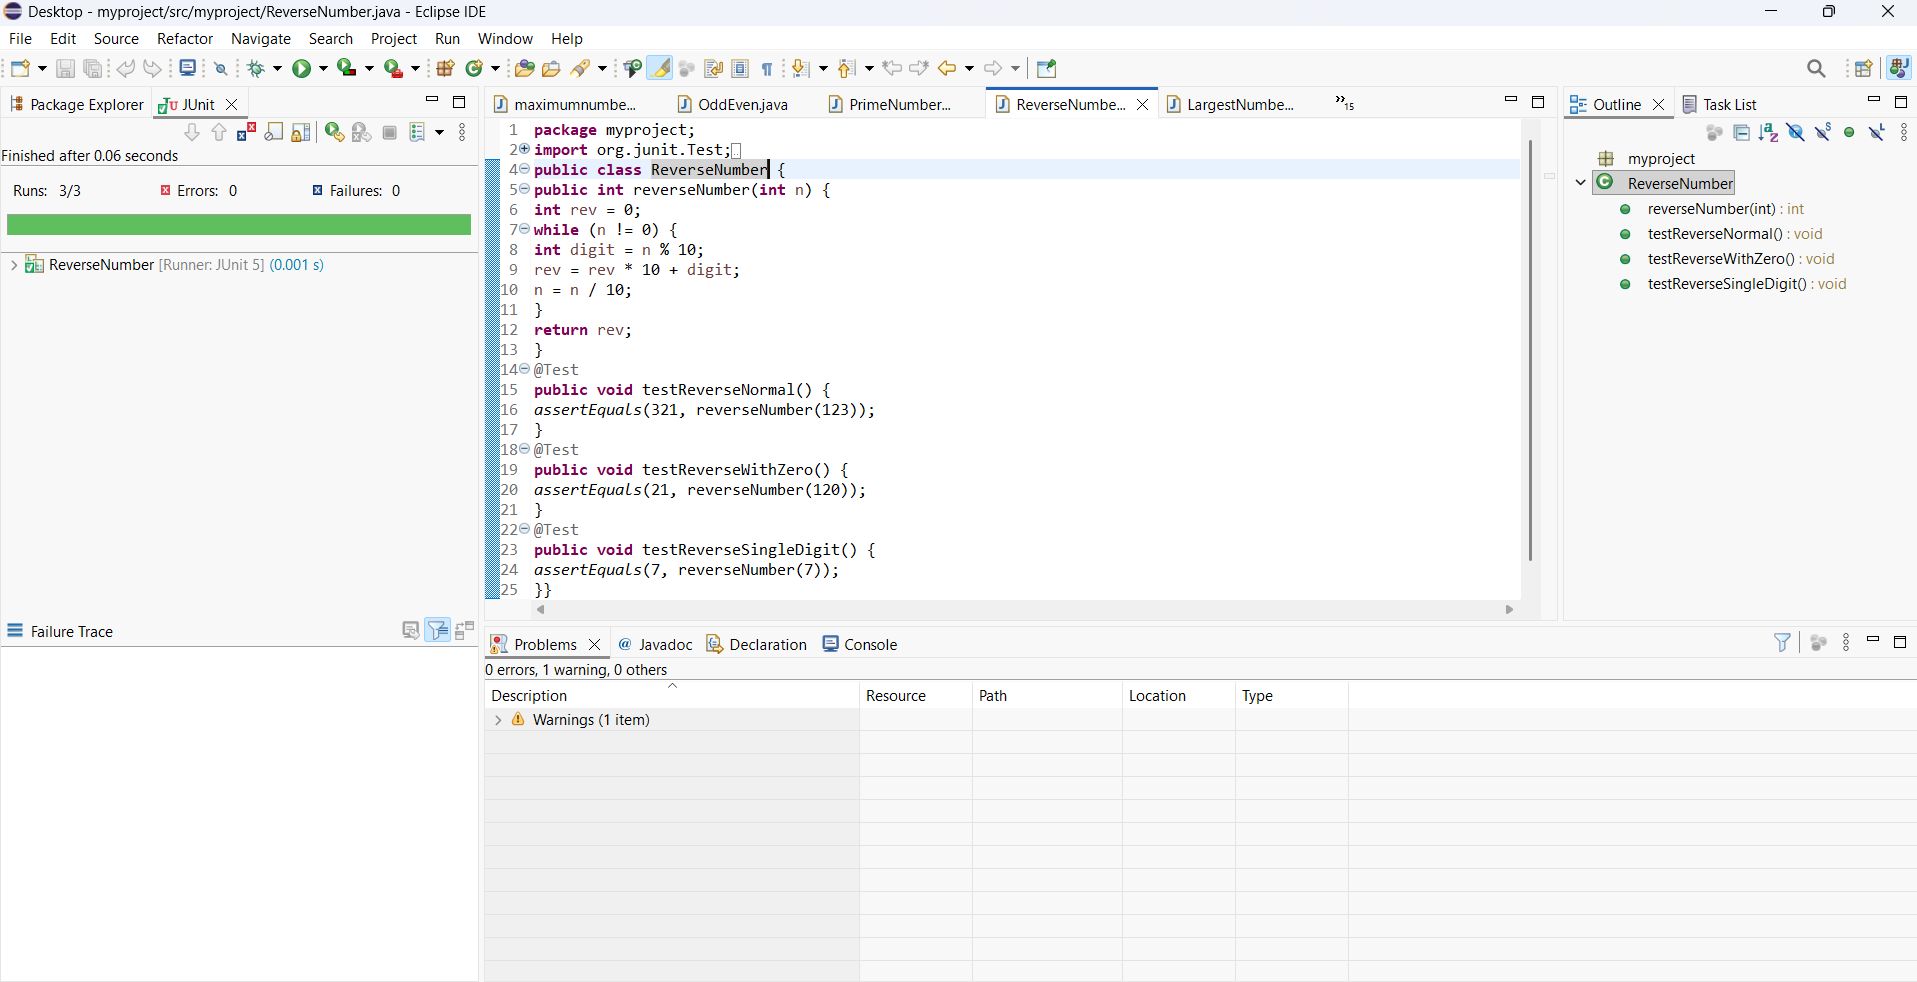 Desktop - myproject/src/myproject/ReverseNumber.java - Eclipse IDE
File Edit Source Refactor Navigate Search Project Run Window Help
Package Explorer JUnit
Finished after 0.06 seconds
Runs: 3/3 Errors: 0 Failures: 0
ReverseNumber [Runner: JUnit 5] (0.001 s)
Failure Trace
maximumnumbe... OddEven.java PrimeNumber... ReverseNumbe... LargestNumbe... »15
1 package myproject;
2 import org.junit.Test;
4 public class ReverseNumber {
5 public int reverseNumber(int n) {
6 int rev = 0;
7 while (n != 0) {
8 int digit = n % 10;
9 rev = rev * 10 + digit;
10 n = n / 10;
11 }
12 return rev;
13 }
14 @Test
15 public void testReverseNormal() {
16 assertEquals(321, reverseNumber(123));
17 }
18 @Test
19 public void testReverseWithZero() {
20 assertEquals(21, reverseNumber(120));
21 }
22 @Test
23 public void testReverseSingleDigit() {
24 assertEquals(7, reverseNumber(7));
25 }}
Outline Task List
myproject
ReverseNumber
reverseNumber(int) : int
testReverseNormal() : void
testReverseWithZero() : void
testReverseSingleDigit() : void
Problems @ Javadoc Declaration Console
0 errors, 1 warning, 0 others
Description Resource Path Location Type
Warnings (1 item)